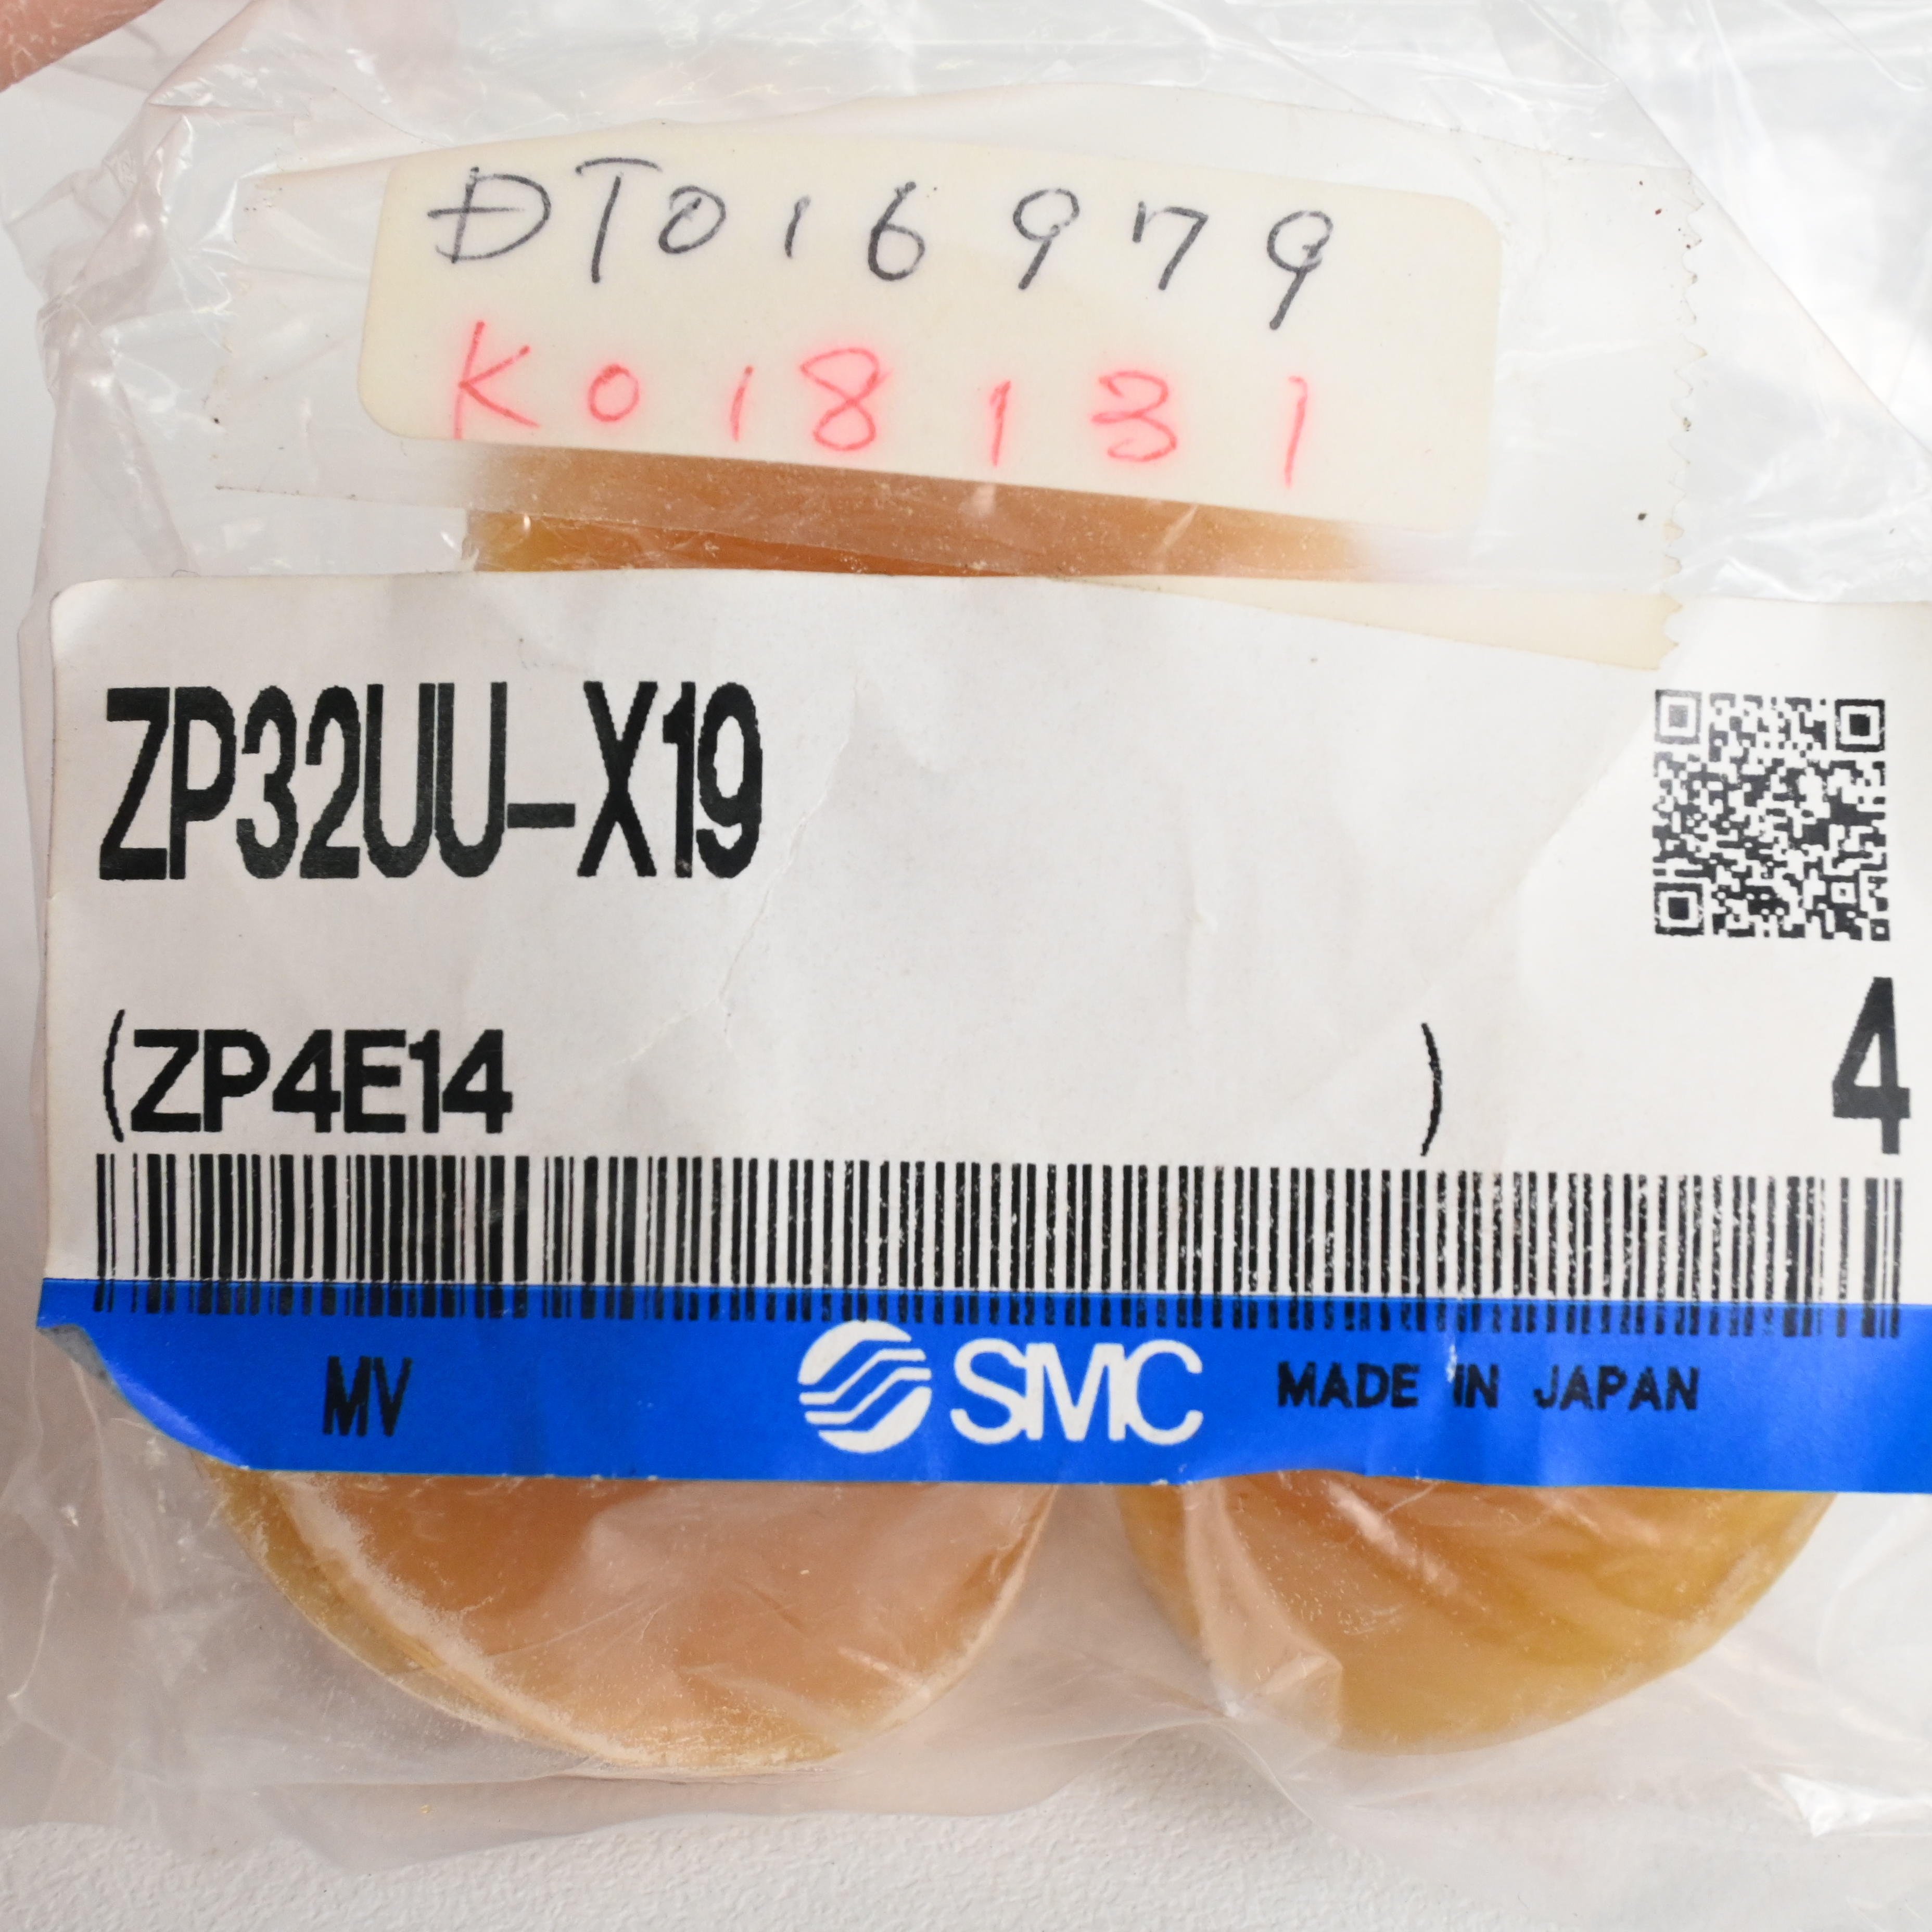 DT016979
K018131
ZP32UU-X19
(ZP4E14 )
4
MV
SMC
MADE IN JAPAN